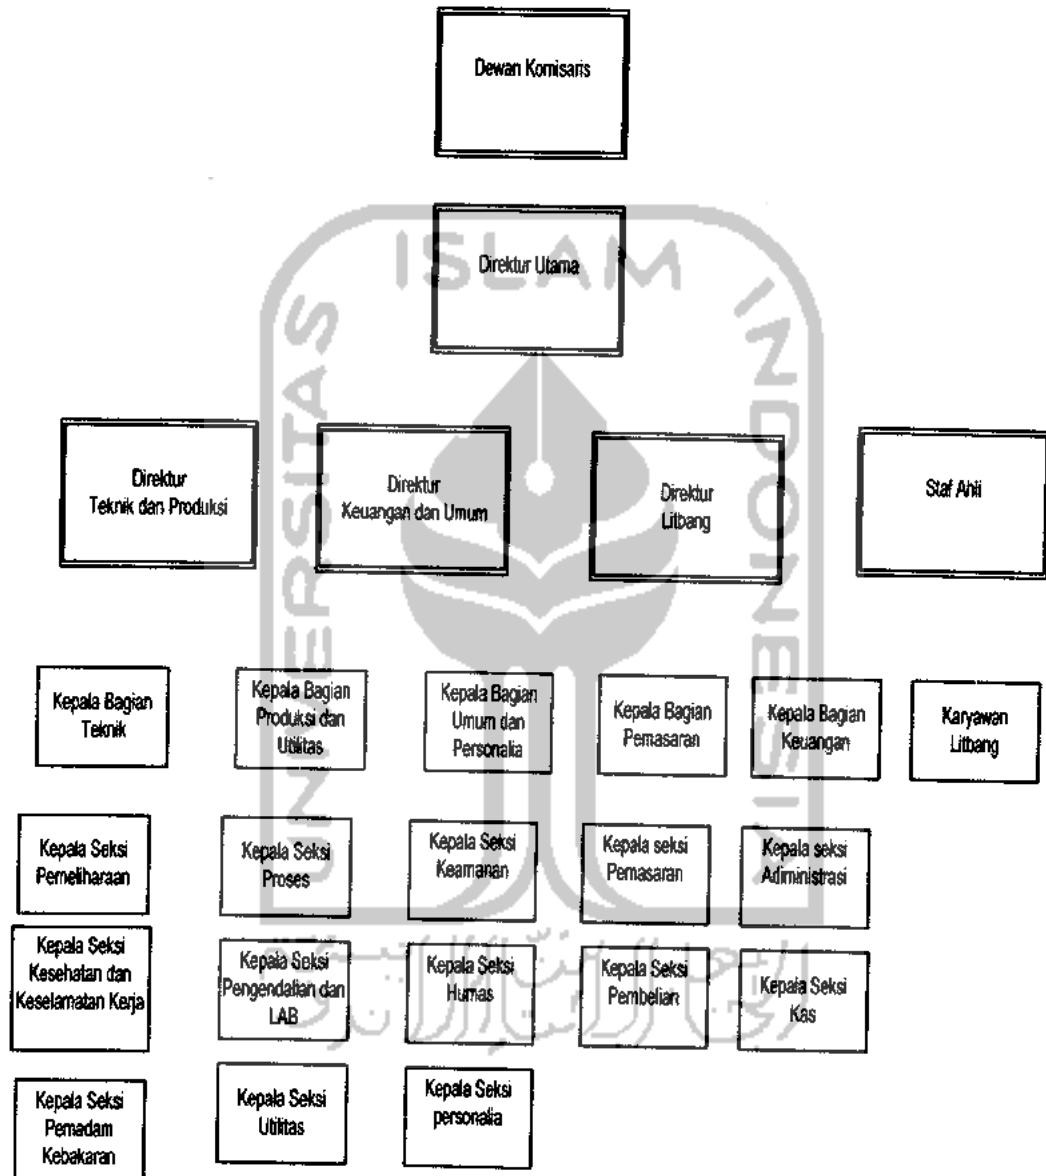 Dewan Komisaris
Direktur Utama
Direktur
Teknik dan Produksi
Direktur
Keuangan dan Umum
Direktur
Litbang
Staf Ahli
Kepala Bagian
Teknik
Kepala Bagian
Produksi dan
Utilitas
Kepala Bagian
Umum dan
Personalia
Kepala Bagian
Pemasaran
Kepala Bagian
Keuangan
Karyawan
Litbang
Kepala Seksi
Pemeliharaan
Kepala Seksi
Proses
Kepala Seksi
Keamanan
Kepala seksi
Pemasaran
Kepala seksi
Adiministrasi
Kepala Seksi
Kesehatan dan
Keselamatan Kerja
Kepala Seksi
Pengendalian dan
LAB
Kepala Seksi
Humas
Kepala Seksi
Pembelian
Kepala Seksi
Kas
Kepala Seksi
Pemadam
Kebakaran
Kepala Seksi
Utilitas
Kepala Seksi
personalia
UNIVERSITAS
ISLAM
INDONESIA